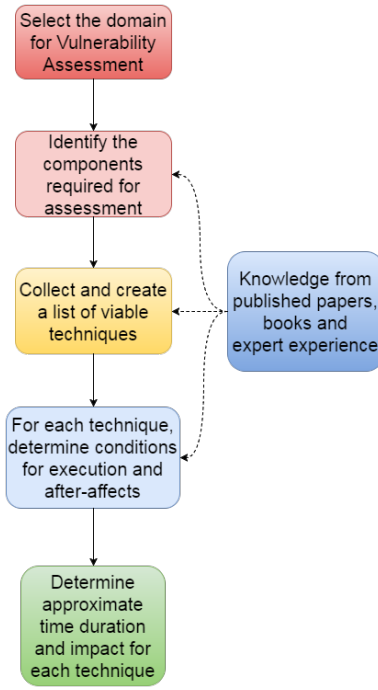 Select the domain
for Vulnerability
Assessment
Identify the
components
required for
assessment
Collect and create
a list of viable
techniques
Knowledge from
published papers,
books and
expert experience
For each technique,
determine conditions
for execution and
after-affects
Determine
approximate
time duration
and impact for
each technique